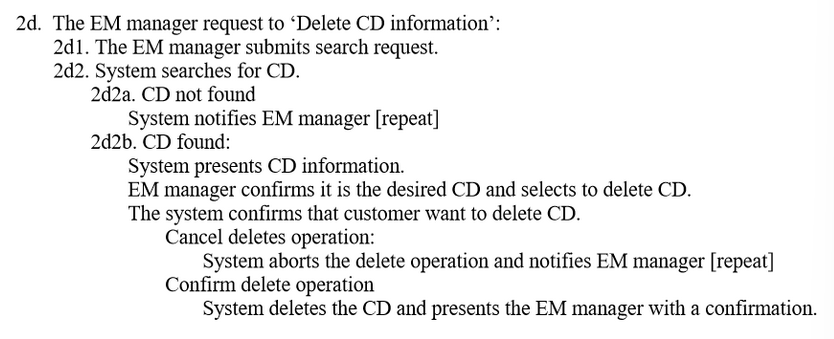 2d. The EM manager request to ‘Delete CD information’:
2d1. The EM manager submits search request.
2d2. System searches for CD.
2d2a. CD not found
System notifies EM manager [repeat]
2d2b. CD found:
System presents CD information.
EM manager confirms it is the desired CD and selects to delete CD.
The system confirms that customer want to delete CD.
Cancel deletes operation:
System aborts the delete operation and notifies EM manager [repeat]
Confirm delete operation
System deletes the CD and presents the EM manager with a confirmation.